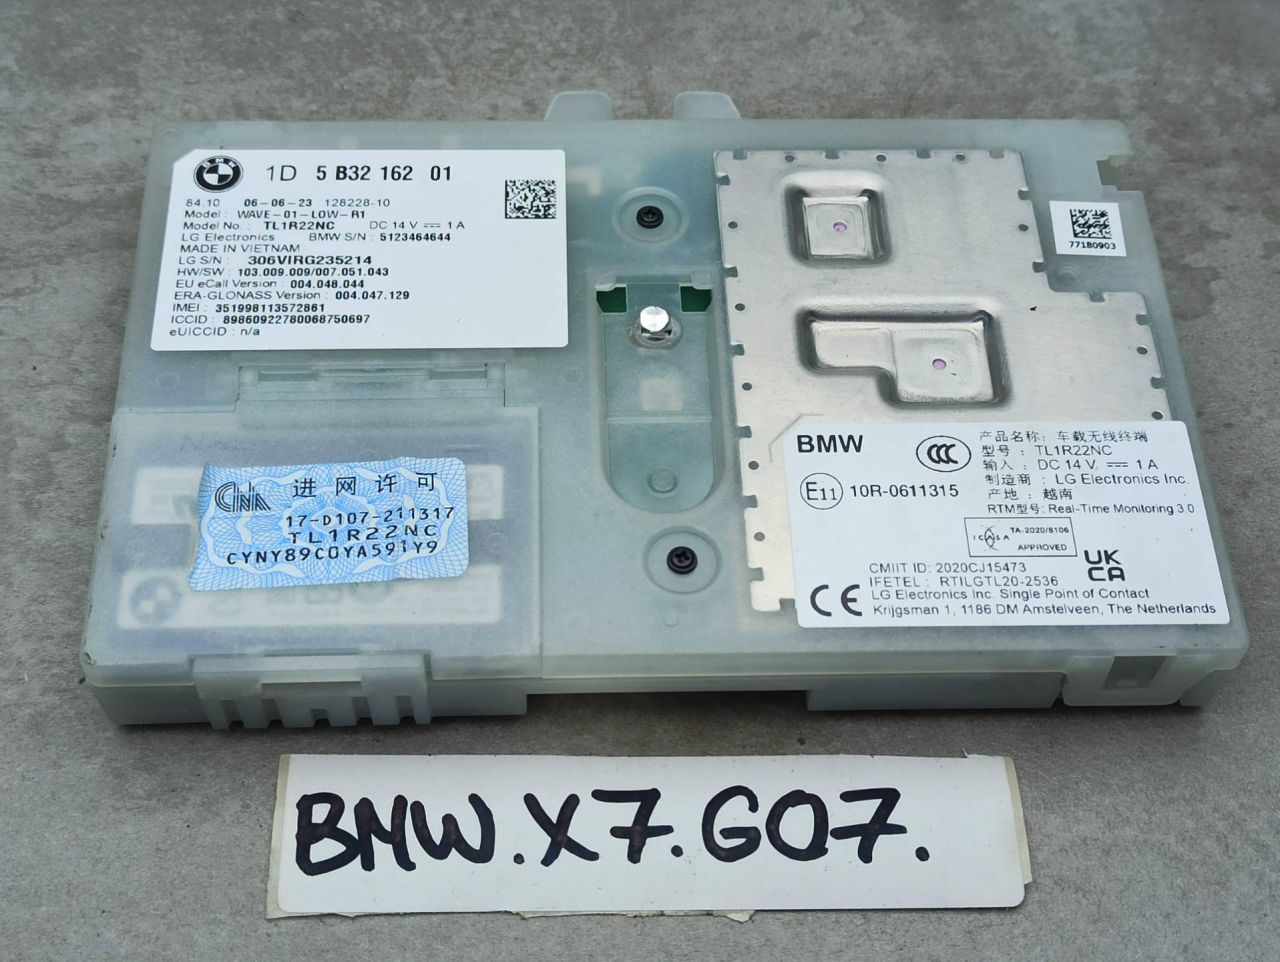 BMW
1D 5 B32 162 01
84.10 06-06-23 128228-10
Model: WAVE-01-LOW-R1
Model No.: TL1R22NC DC 14 V 1 A
LG Electronics BMW S/N: 5123464644
MADE IN VIETNAM
LG S/N: 306VIRG235214
HW/SW: 103.009.009/007.051.043
EU eCall Version: 004.048.044
ERA-GLONASS Version: 004.047.129
IMEI: 351998113572861
ICCID: 89860922780068750697
eUICCID: n/a
77180903
进网许可
17-D107-211317
TL1R22NC
CYNY89C0YA591Y9
BMW
CCC
产品名称: 车载无线终端
型号: TL1R22NC
输入: DC 14 V 1 A
制造商: LG Electronics Inc.
产地: 越南
RTM型号: Real-Time Monitoring 3.0
E11 10R-0611315
ICASA TA-2020/8106
APPROVED
UK
CA
CE
CMIIT ID: 2020CJ15473
IFETEL: RTILGTL20-2536
LG Electronics Inc. Single Point of Contact
Krijgsman 1, 1186 DM Amstelveen, The Netherlands
BMW.X7.G07.